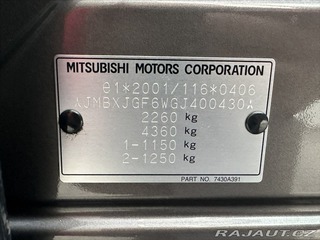 MITSUBISHI MOTORS CORPORATION
e1*2001/116*0406
*JMBXJGF6WGJ400430*
2260 kg
4360 kg
1-1150 kg
2-1250 kg
PART NO. 7430A391
RAJAUT.CZ